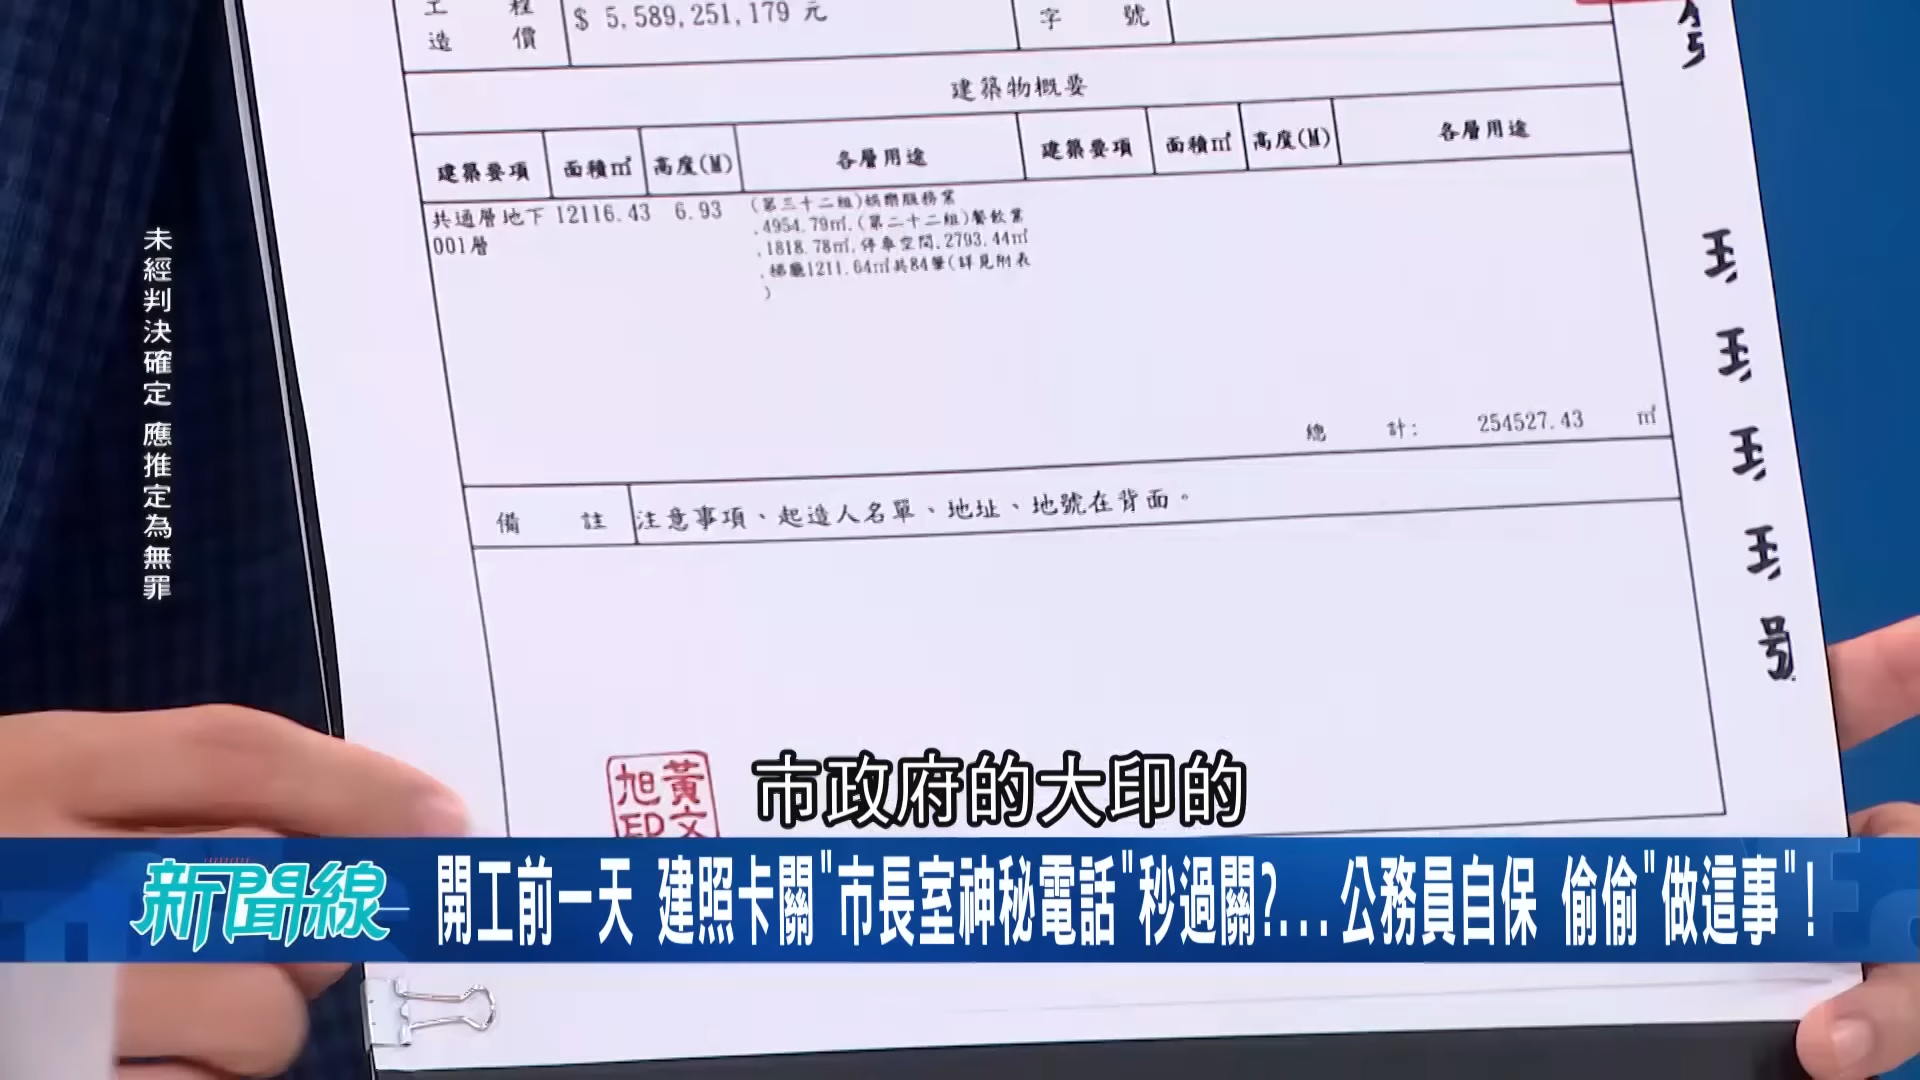 工程
造價
$ 5,589,251,179 元
字號
建築物概要
建築要項 面積㎡ 高度(M) 各層用途 建築要項 面積㎡ 高度(M) 各層用途
共通層地下 12116.43 6.93 (第三十二組)娛樂服務業
001層
,4954.79㎡,(第二十二組)餐飲業
,1818.78㎡,停車空間,2793.44㎡
,梯廳1211.64㎡共84筆(詳見附表
)
總計: 254527.43 ㎡
備註 注意事項、起造人名單、地址、地號在背面。
號
未經判決確定 應推定為無罪
黃文
旭印
市政府的大印的
新聞線
開工前一天 建照卡關"市長室神秘電話"秒過關?...公務員自保 偷偷"做這事"!